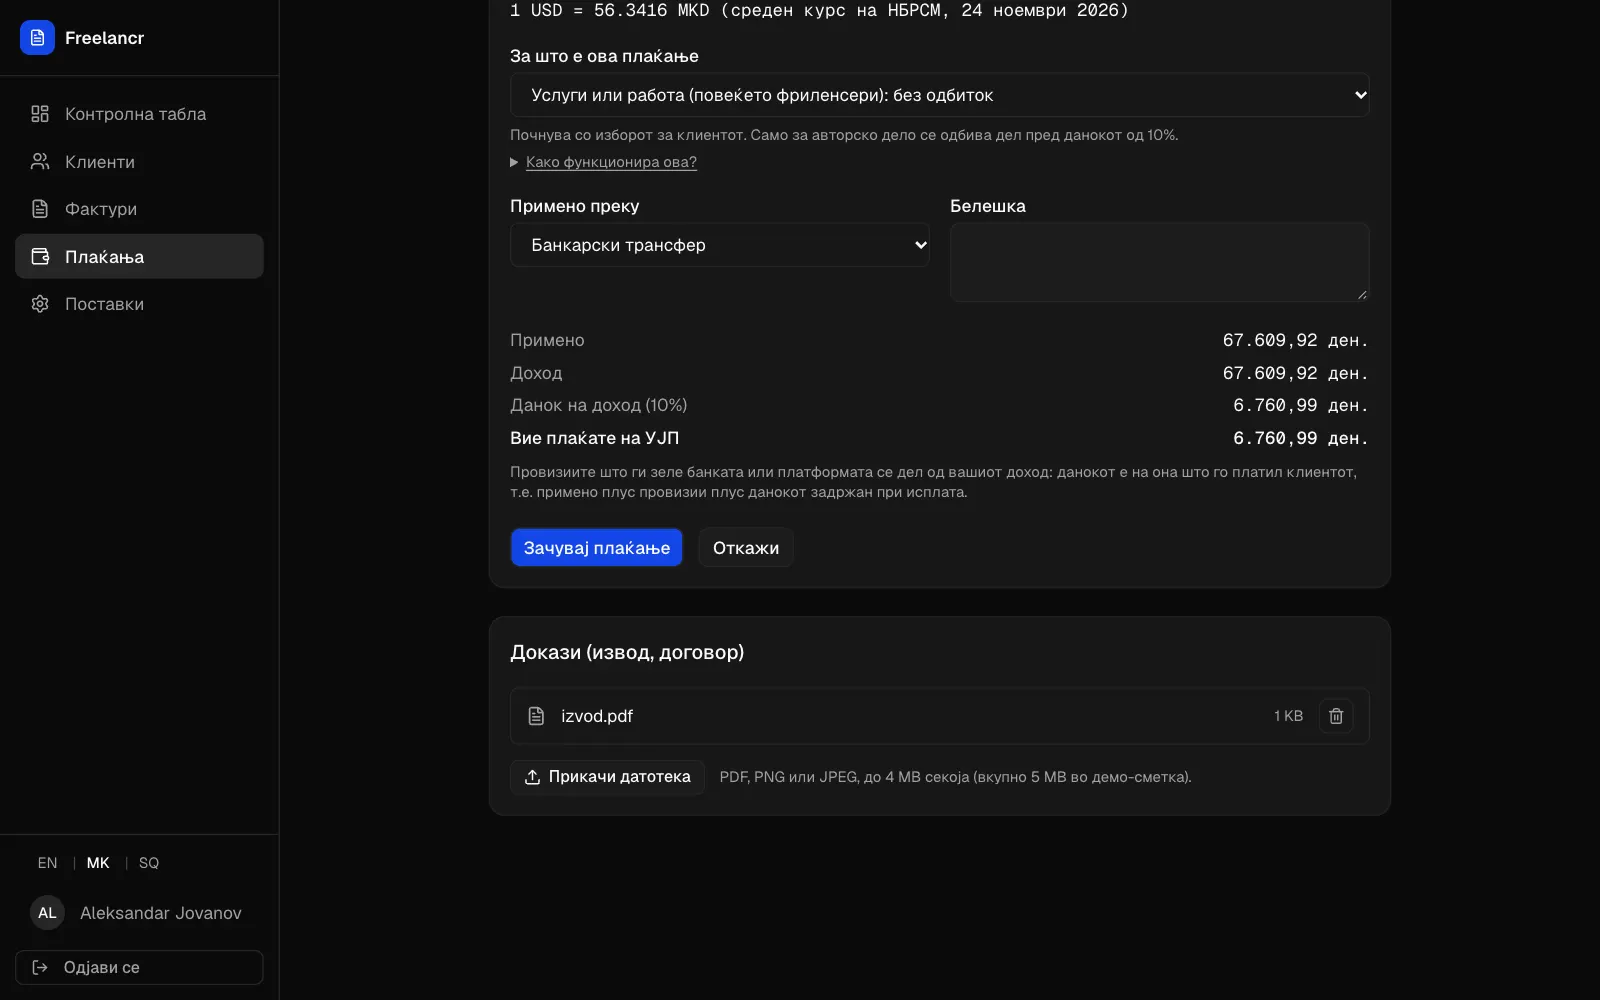 Freelancr
Контролна табла
Клиенти
Фактури
Плаќања
Поставки
EN | MK | SQ
AL Aleksandar Jovanov
Одјави се
1 USD = 56.3416 MKD (среден курс на НБРСМ, 24 ноември 2026)
За што е ова плаќање
Услуги или работа (повеќето фриленсери): без одбиток
Почнува со изборот за клиентот. Само за авторско дело се одбива дел пред данокот од 10%.
Како функционира ова?
Примено преку
Банкарски трансфер
Белешка
Примено 67.609,92 ден.
Доход 67.609,92 ден.
Данок на доход (10%) 6.760,99 ден.
Вие плаќате на УЈП 6.760,99 ден.
Провизиите што ги зеле банката или платформата се дел од вашиот доход: данокот е на она што го платил клиентот,
т.е. примено плус провизии плус данокот задржан при исплата.
Зачувај плаќање
Откажи
Докази (извод, договор)
izvod.pdf 1 KB
Прикачи датотека
PDF, PNG или JPEG, до 4 MB секоја (вкупно 5 MB во демо-сметка).